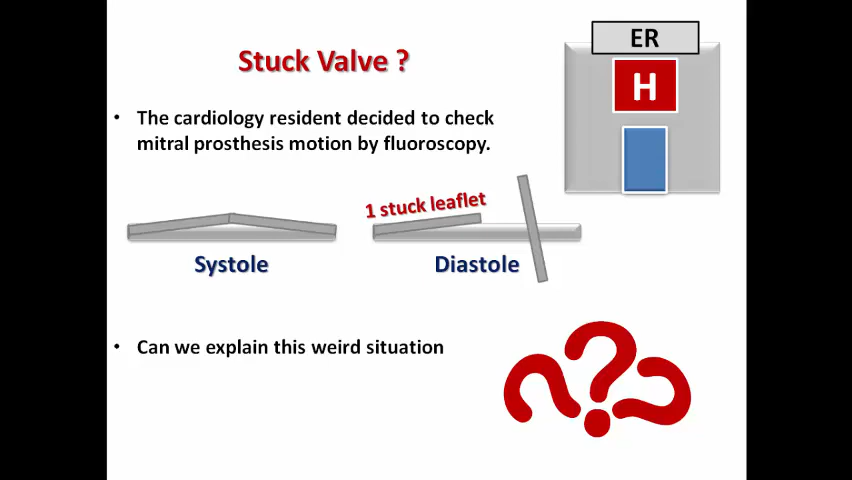 ER
Stuck Valve ?
H
• The cardiology resident decided to check
mitral prosthesis motion by fluoroscopy.
1 stuck leaflet
Systole
Diastole
• Can we explain this weird situation
???